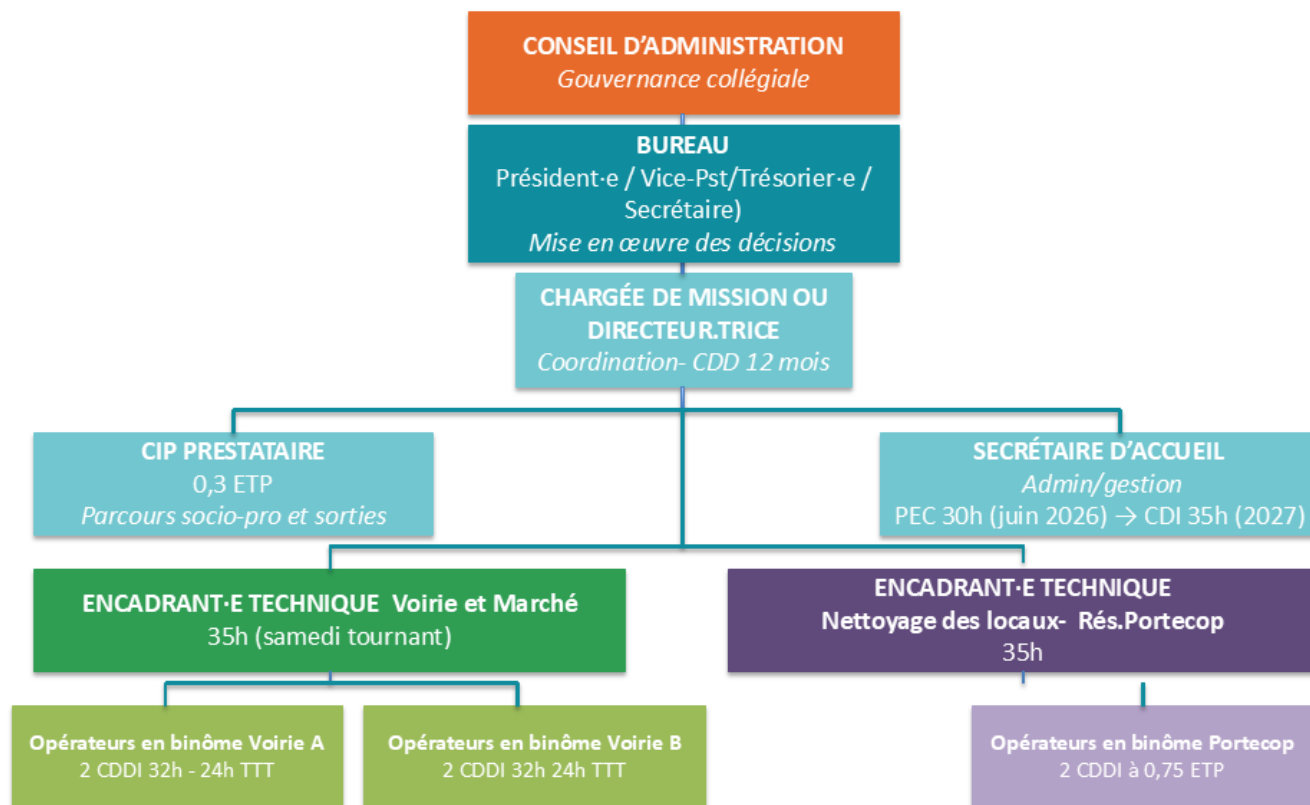 CONSEIL D’ADMINISTRATION
Gouvernance collégiale
BUREAU
Président·e / Vice-Pst/Trésorier·e /
Secrétaire)
Mise en œuvre des décisions
CHARGÉE DE MISSION OU
DIRECTEUR.TRICE
Coordination- CDD 12 mois
CIP PRESTATAIRE
0,3 ETP
Parcours socio-pro et sorties
SECRÉTAIRE D’ACCUEIL
Admin/gestion
PEC 30h (juin 2026) → CDI 35h (2027)
ENCADRANT·E TECHNIQUE Voirie et Marché
35h (samedi tournant)
ENCADRANT·E TECHNIQUE
Nettoyage des locaux- Rés.Portecop
35h
Opérateurs en binôme Voirie A
2 CDDI 32h - 24h TTT
Opérateurs en binôme Voirie B
2 CDDI 32h 24h TTT
Opérateurs en binôme Portecop
2 CDDI à 0,75 ETP